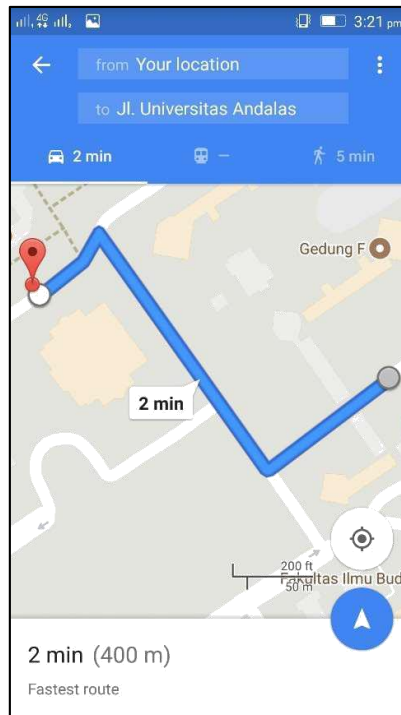 4G 3:21 pm
from Your location
to Jl. Universitas Andalas
2 min – 5 min
Gedung F
2 min
200 ft
50 m
Fakultas Ilmu Bud
2 min (400 m)
Fastest route